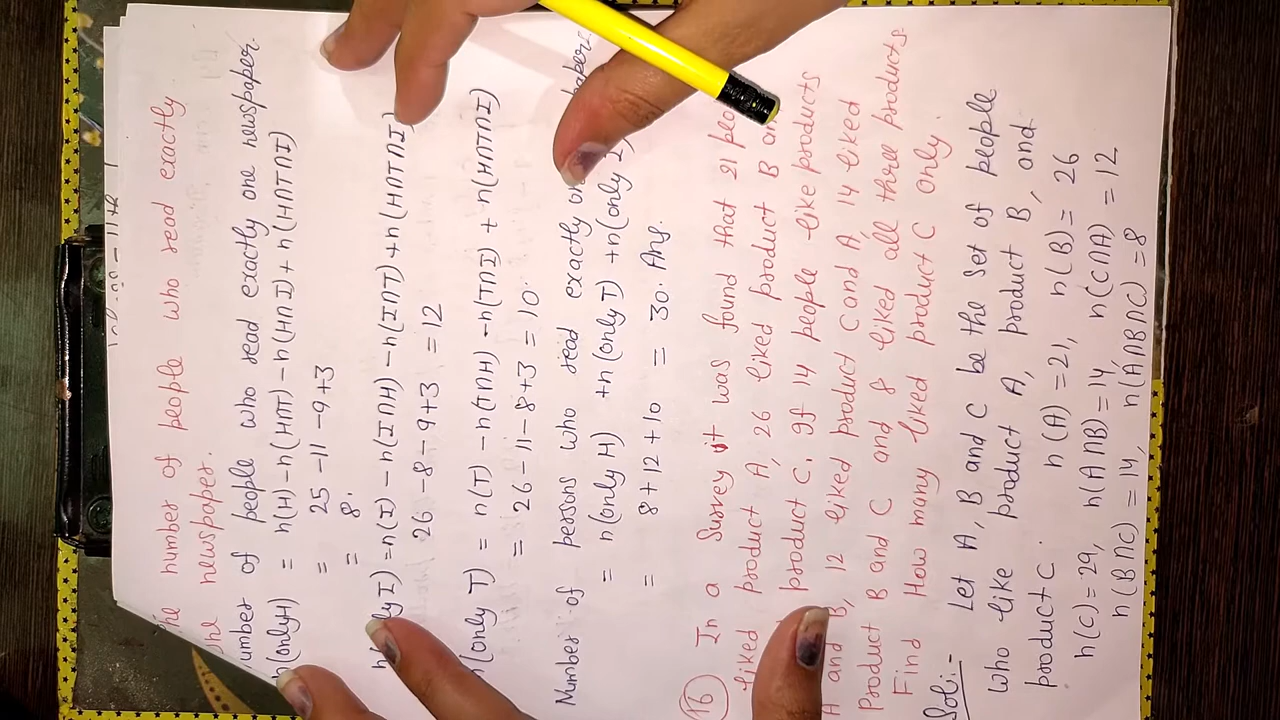 he number of people who read exactly
one newspaper.
umber of people who read exactly one newspaper.
n(onlyH) = n(H)-n(H∩T)-n(H∩I)+n(H∩T∩I)
= 25-11-9+3
= 8.
n(only I) = n(I)-n(I∩H)-n(I∩T)+n(H∩T∩I)
26-8-9+3 = 12
(only T) = n(T)-n(T∩H)-n(T∩I)+n(H∩T∩I)
= 26-11-8+3 = 10.
Number of persons who read exactly
= n(only H) +n(only T) +n(only I
= 8+12+10 = 30. Ans.
16 In a Survey it was found that 21
liked product A, 26 liked product B
product C. If 14 people like products
A and B, 12 liked product C and A, 14 liked
Product B and C and 8 liked all three products.
Find How many liked product C only.
Sol:- Let A, B and C be the set of people
who like product A, product B, and
product C. n(A)=21, n(B)=26
n(C)=29, n(A∩B)=14, n(C∩A)=12
n(B∩C)=14, n(A∩B∩C)=8